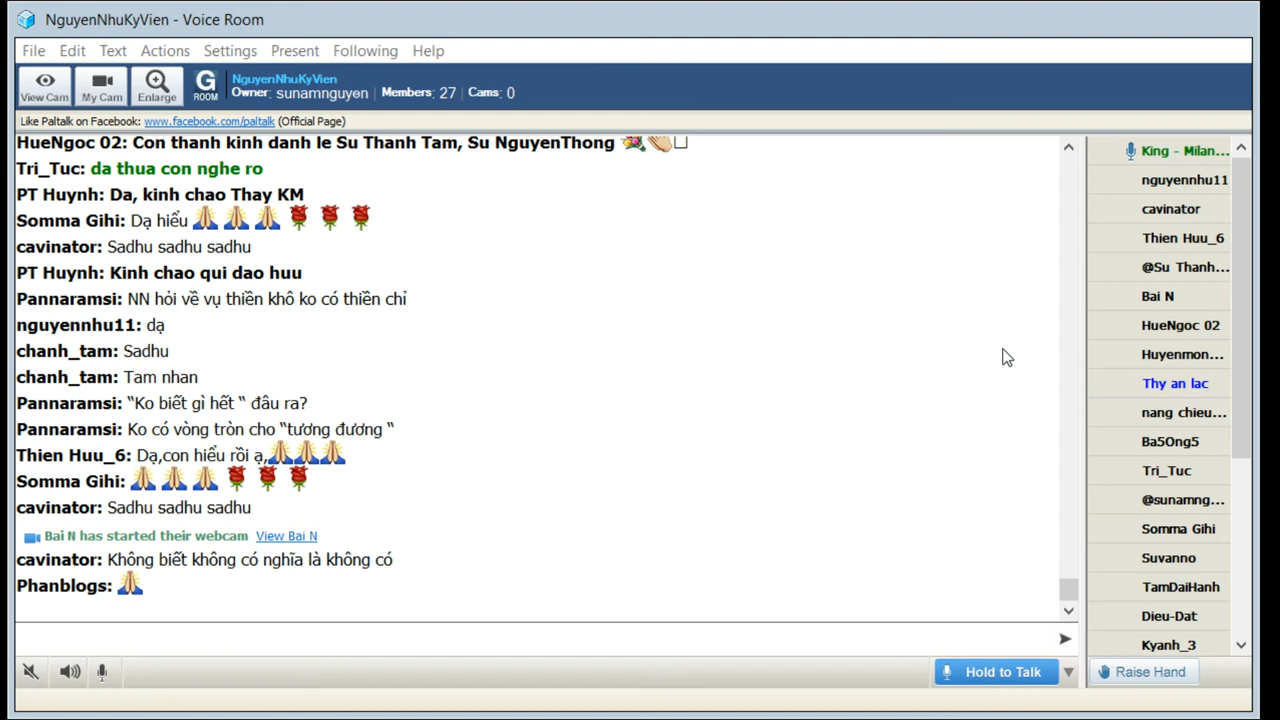 NguyenNhuKyVien - Voice Room
File Edit Text Actions Settings Present Following Help
View Cam My Cam Enlarge G ROOM NguyenNhuKyVien
Owner: sunamnguyen | Members: 27 | Cams: 0
Like Paltalk on Facebook: www.facebook.com/paltalk (Official Page)
HueNgoc 02: Con thanh kinh danh le Su Thanh Tam, Su NguyenThong
Tri_Tuc: da thua con nghe ro
PT Huynh: Da, kinh chao Thay KM
Somma Gihi: Dạ hiểu
cavinator: Sadhu sadhu sadhu
PT Huynh: Kinh chao qui dao huu
Pannaramsi: NN hỏi về vụ thiền khô ko có thiền chỉ
nguyennhu11: dạ
chanh_tam: Sadhu
chanh_tam: Tam nhan
Pannaramsi: “Ko biết gì hết “ đâu ra?
Pannaramsi: Ko có vòng tròn cho “tương đương “
Thien Huu_6: Dạ,con hiểu rồi ạ,
Somma Gihi:
cavinator: Sadhu sadhu sadhu
Bai N has started their webcam View Bai N
cavinator: Không biết không có nghĩa là không có
Phanblogs:
King - Milan...
nguyennhu11
cavinator
Thien Huu_6
@Su Thanh...
Bai N
HueNgoc 02
Huyenmon...
Thy an lac
nang chieu...
Ba5Ong5
Tri_Tuc
@sunamng...
Somma Gihi
Suvanno
TamDaiHanh
Dieu-Dat
Kyanh_3
Hold to Talk
Raise Hand